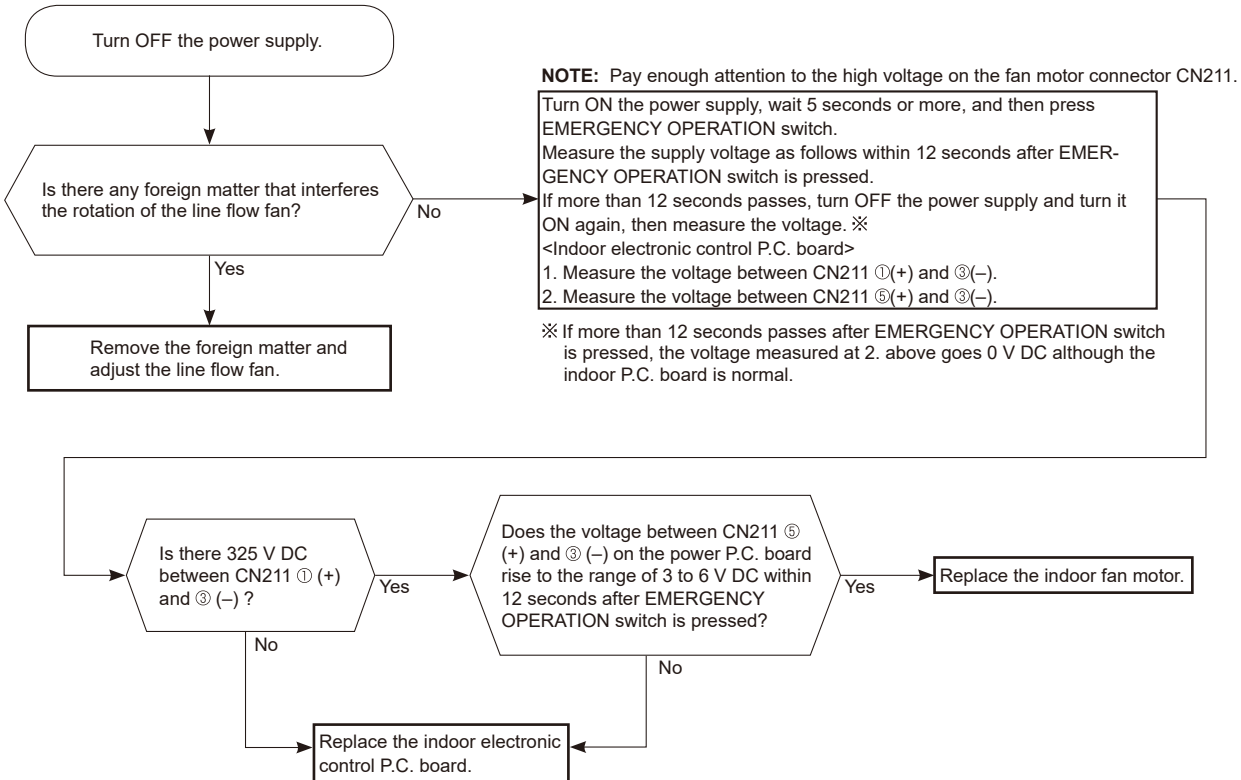 Turn OFF the power supply.
Is there any foreign matter that interferes
the rotation of the line flow fan?
No
Yes
Remove the foreign matter and
adjust the line flow fan.
NOTE: Pay enough attention to the high voltage on the fan motor connector CN211.
Turn ON the power supply, wait 5 seconds or more, and then press
EMERGENCY OPERATION switch.
Measure the supply voltage as follows within 12 seconds after EMER-
GENCY OPERATION switch is pressed.
If more than 12 seconds passes, turn OFF the power supply and turn it
ON again, then measure the voltage. ※
<Indoor electronic control P.C. board>
1. Measure the voltage between CN211 ①(+) and ③(–).
2. Measure the voltage between CN211 ⑤(+) and ③(–).
※ If more than 12 seconds passes after EMERGENCY OPERATION switch
is pressed, the voltage measured at 2. above goes 0 V DC although the
indoor P.C. board is normal.
Is there 325 V DC
between CN211 ① (+)
and ③ (–) ?
Yes
No
Does the voltage between CN211 ⑤
(+) and ③ (–) on the power P.C. board
rise to the range of 3 to 6 V DC within
12 seconds after EMERGENCY
OPERATION switch is pressed?
Yes
No
Replace the indoor fan motor.
Replace the indoor electronic
control P.C. board.